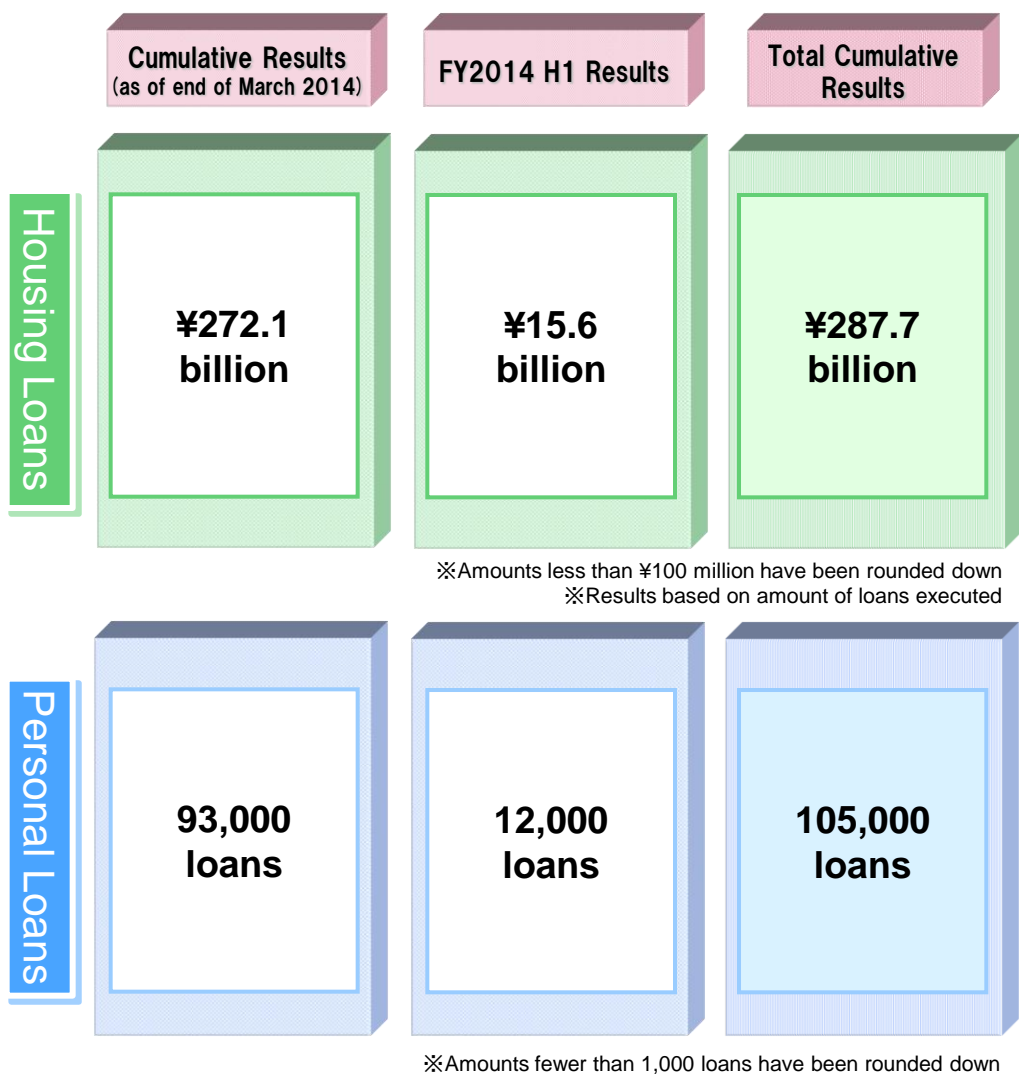 Cumulative Results
(as of end of March 2014)
FY2014 H1 Results
Total Cumulative
Results
Housing Loans
¥272.1
billion
¥15.6
billion
¥287.7
billion
※Amounts less than ¥100 million have been rounded down
※Results based on amount of loans executed
Personal Loans
93,000
loans
12,000
loans
105,000
loans
※Amounts fewer than 1,000 loans have been rounded down